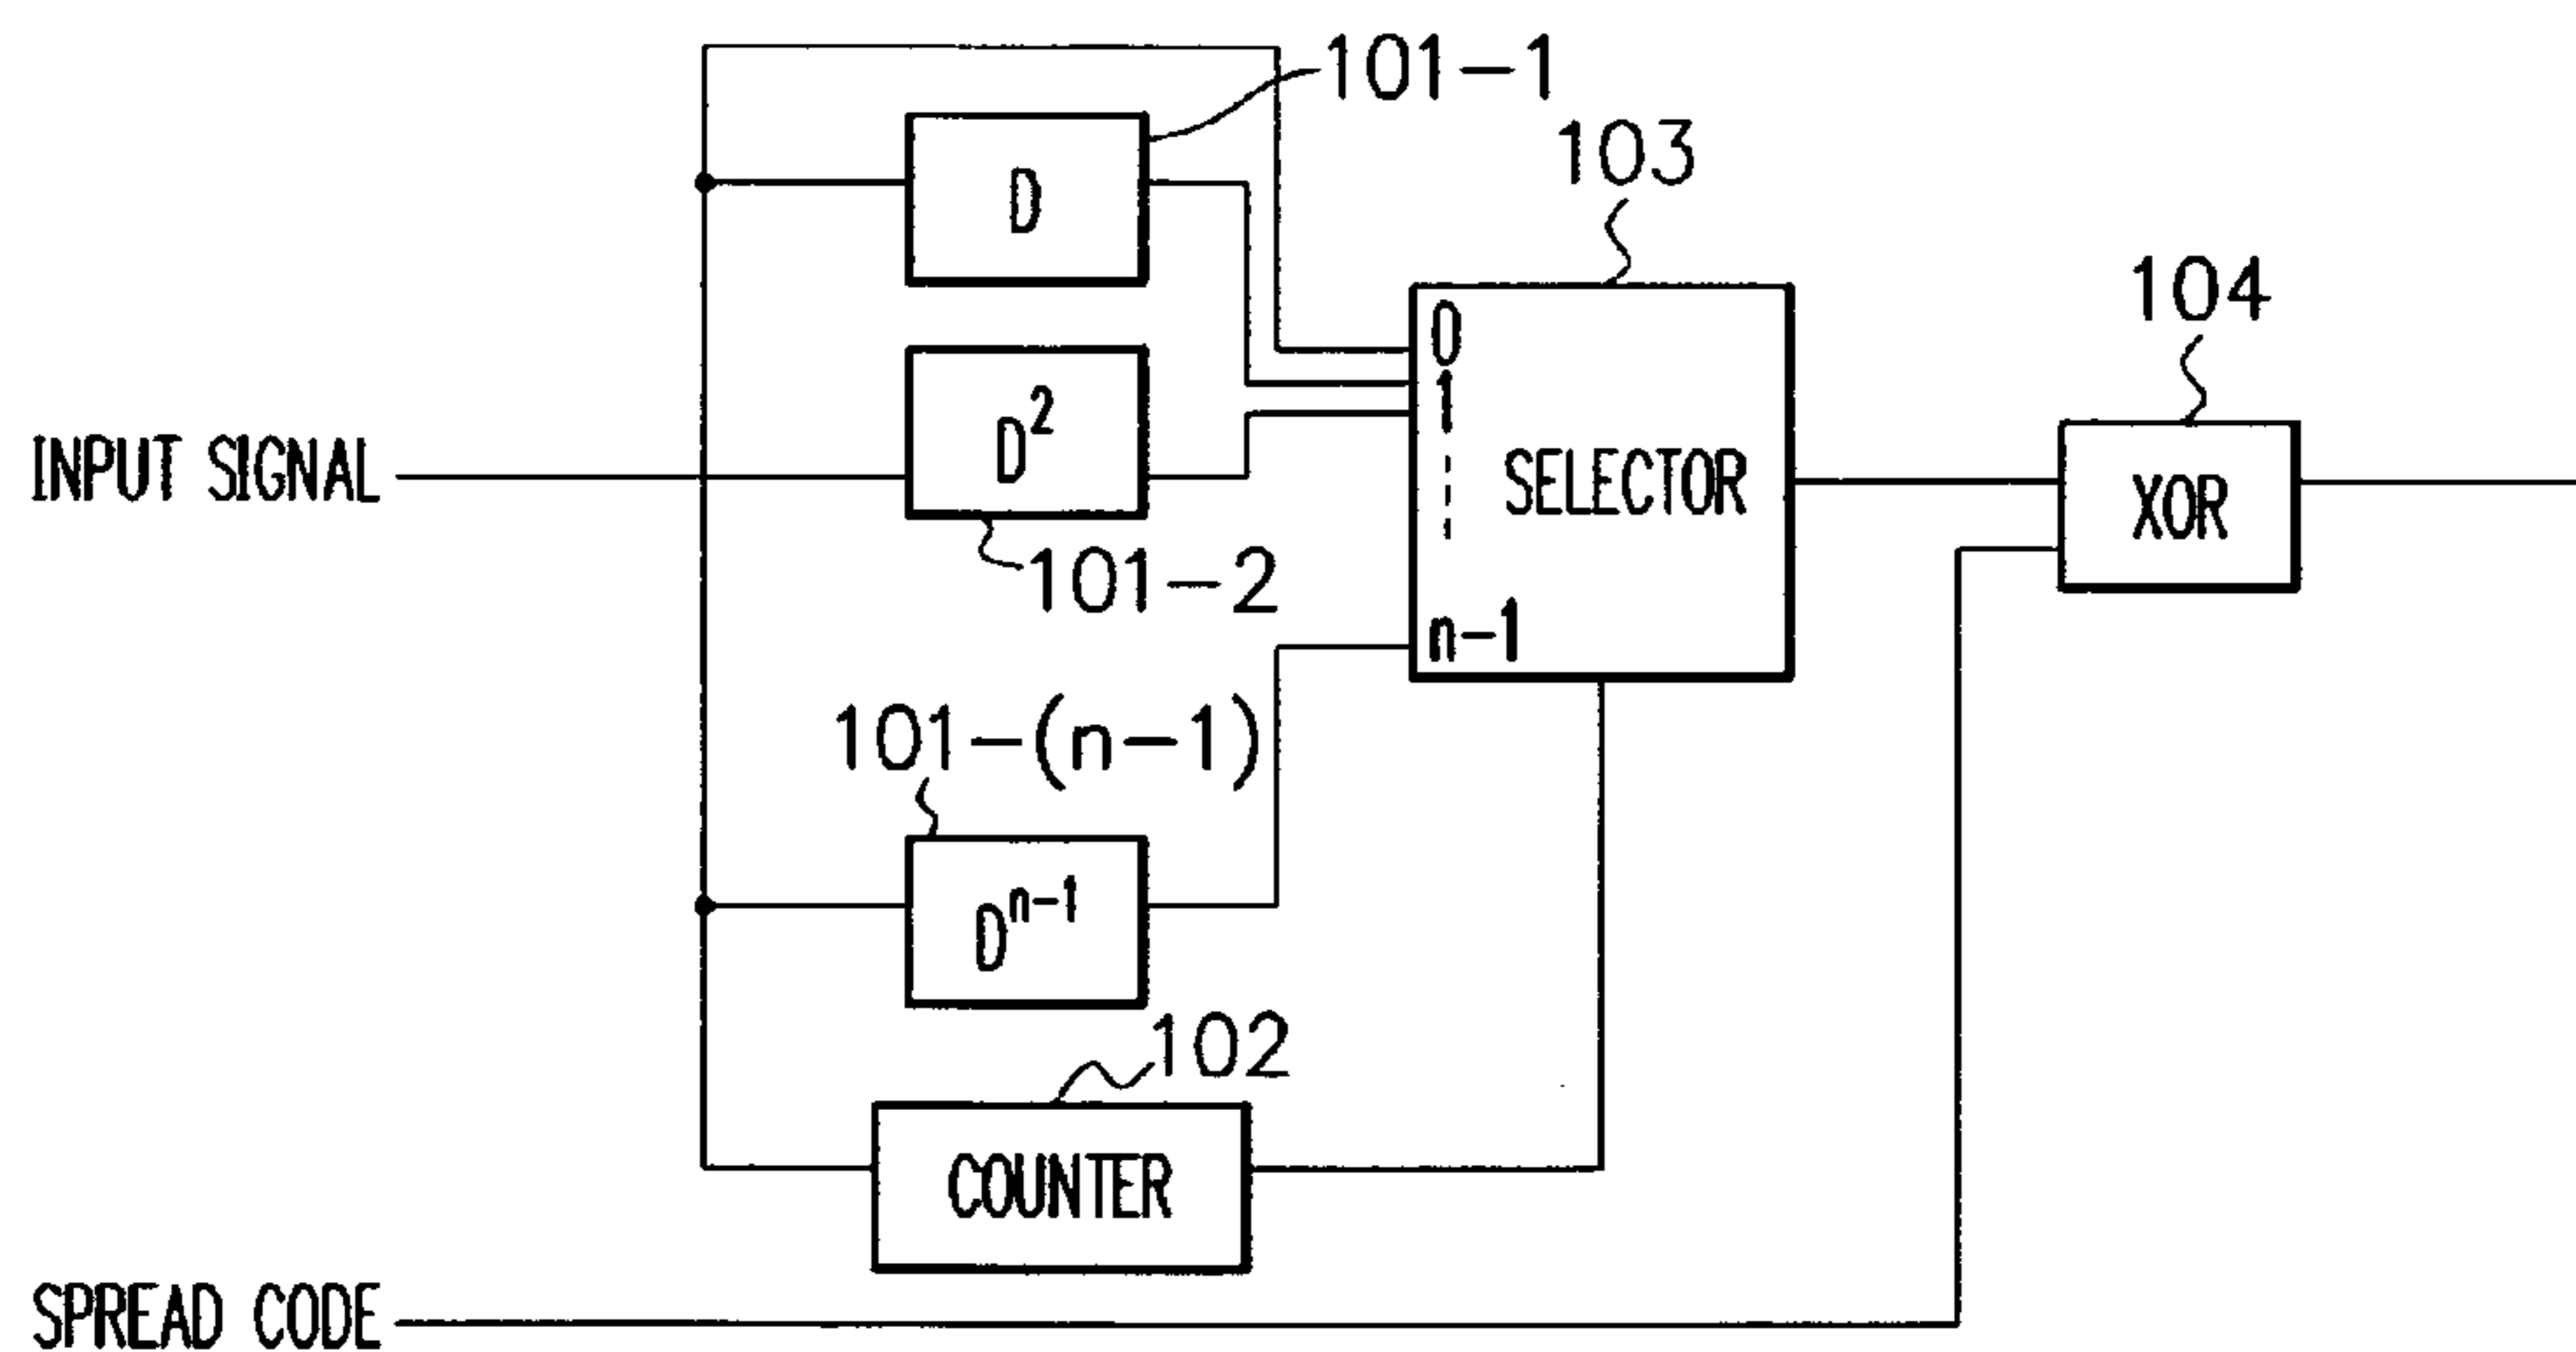 101-1
D
103
104
0
1
D²
INPUT SIGNAL
SELECTOR
XOR
101-2
n-1
101-(n-1)
Dⁿ⁻¹
102
COUNTER
SPREAD CODE